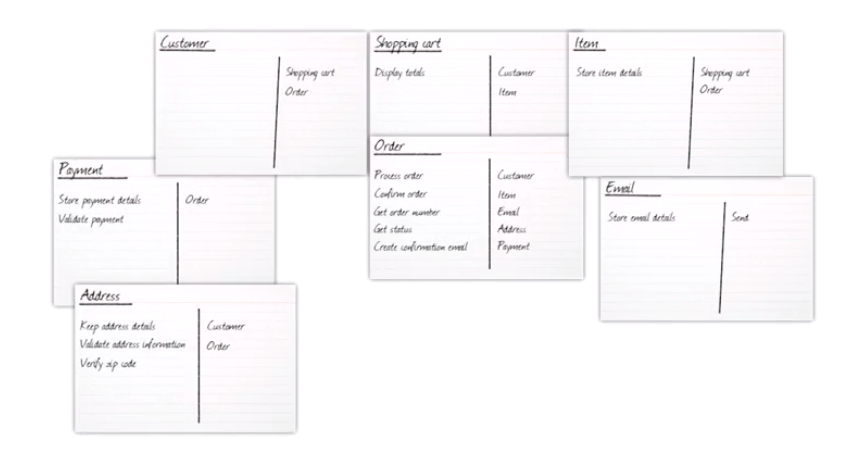 Customer
Shopping cart
Order
Shopping cart
Display totals
Customer
Item
Item
Store item details
Shopping cart
Order
Payment
Store payment details
Validate payment
Order
Order
Process order
Confirm order
Get order number
Get status
Create confirmation email
Customer
Item
Email
Address
Payment
Email
Store email details
Send
Address
Keep address details
Validate address information
Verify zip code
Customer
Order